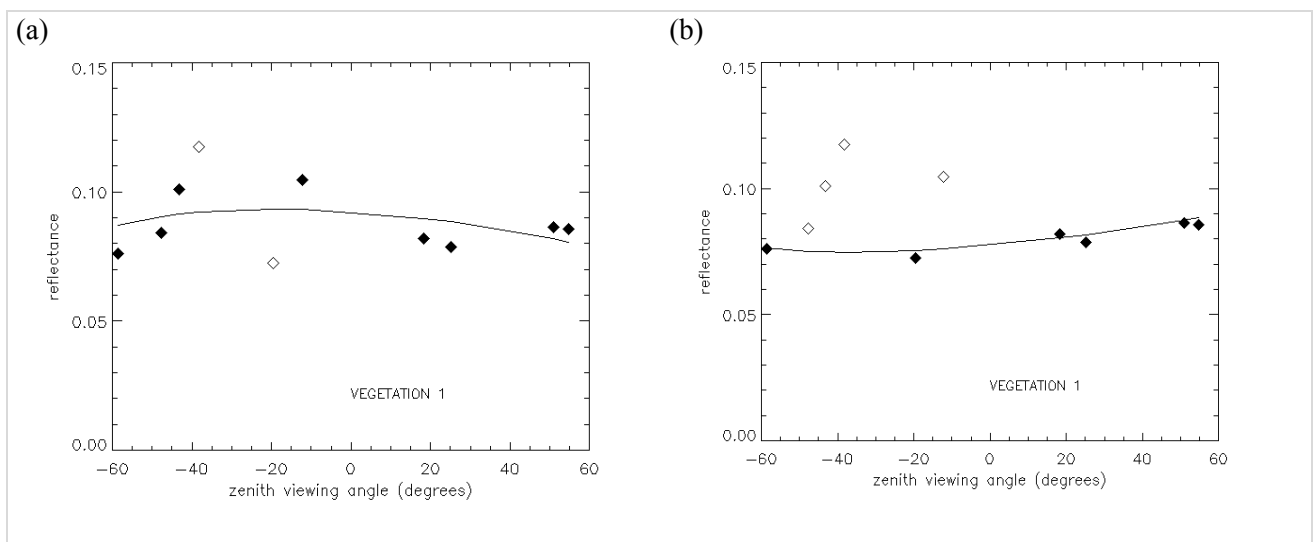 (a)
(b)
0.15
0.10
0.05
0.00
reflectance
VEGETATION 1
−60 −40 −20 0 20 40 60
zenith viewing angle (degrees)
0.15
0.10
0.05
0.00
reflectance
VEGETATION 1
−60 −40 −20 0 20 40 60
zenith viewing angle (degrees)